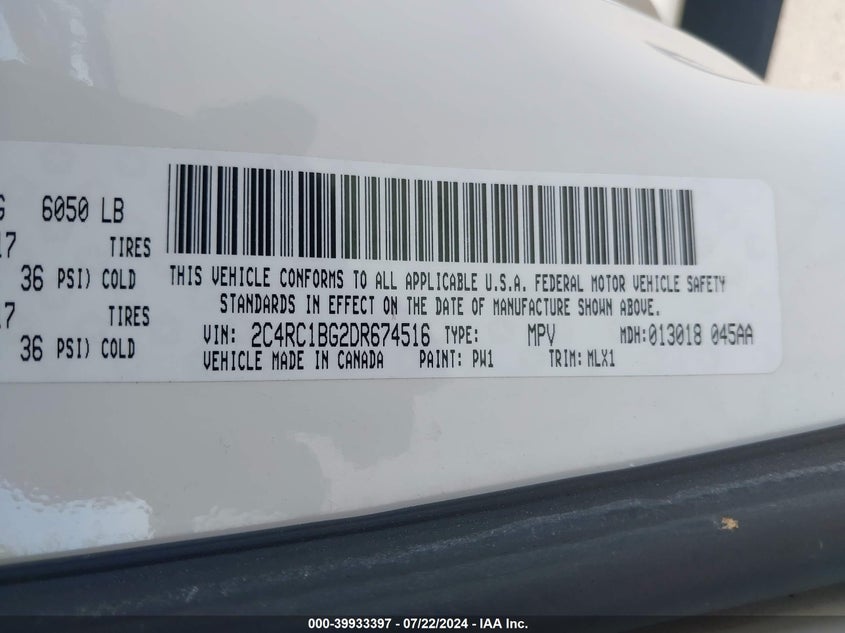 G 6050 LB
17 TIRES
36 PSI) COLD
17 TIRES
36 PSI) COLD
THIS VEHICLE CONFORMS TO ALL APPLICABLE U.S.A. FEDERAL MOTOR VEHICLE SAFETY
STANDARDS IN EFFECT ON THE DATE OF MANUFACTURE SHOWN ABOVE.
VIN: 2C4RC1BG2DR674516 TYPE: MPV MDH:013018 045AA
VEHICLE MADE IN CANADA PAINT: PW1 TRIM: MLX1
000-39933397 / 07/22/2024 - IAA Inc.